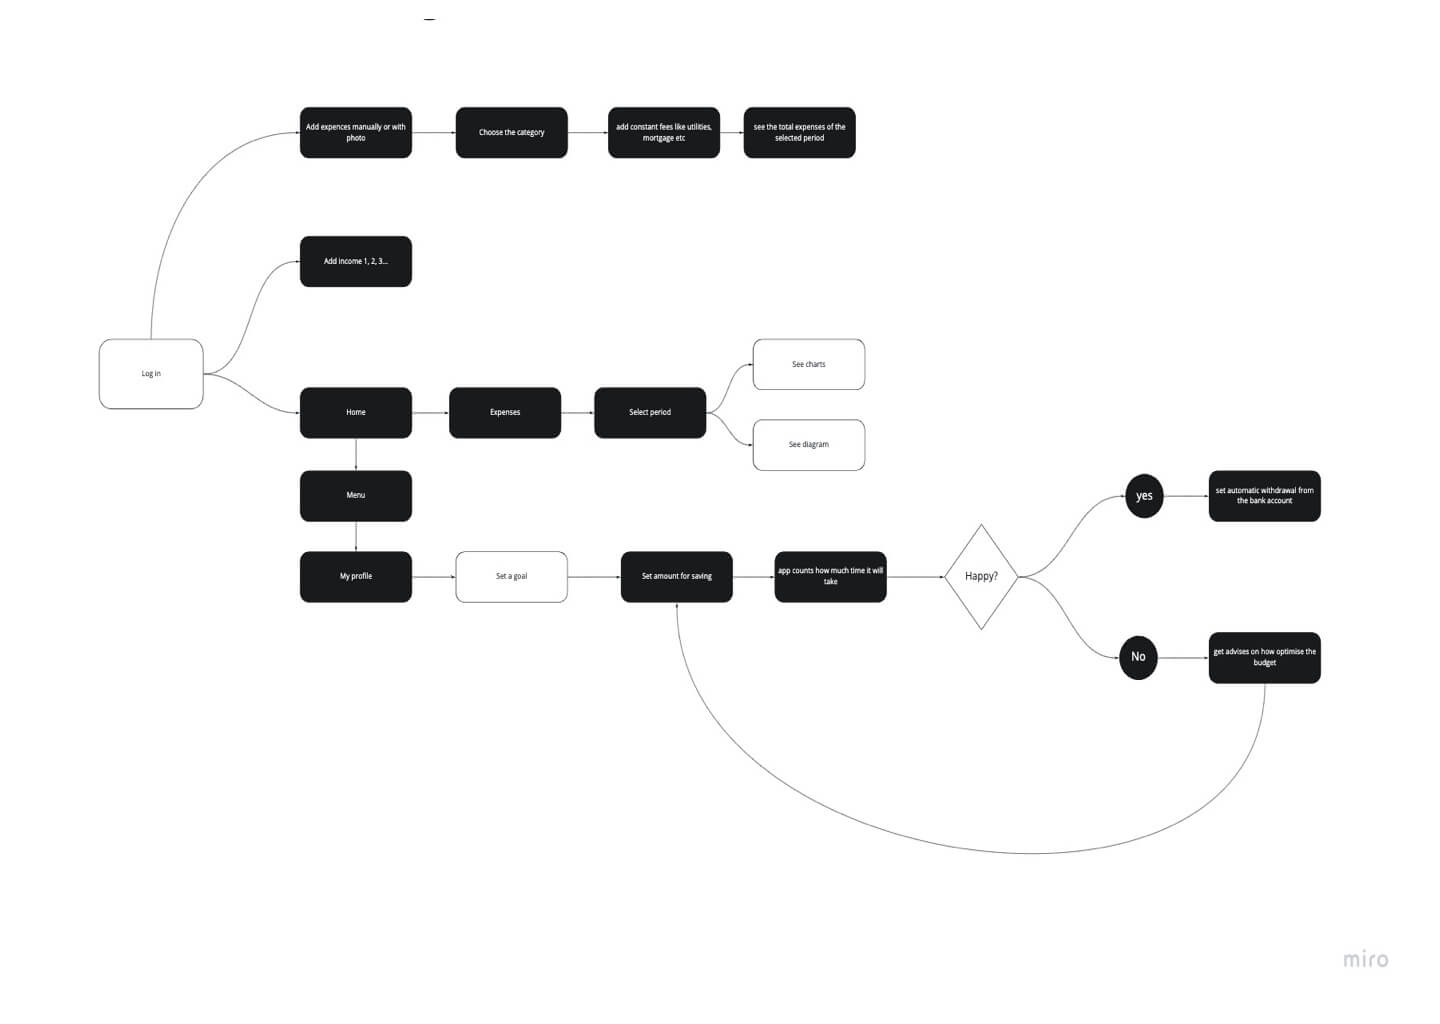 Add expences manually or with
photo
Choose the category
add constant fees like utilities,
mortgage etc
see the total expenses of the
selected period
Add income 1, 2, 3...
Log in
See charts
Home
Expenses
Select period
See diagram
Menu
yes
set automatic withdrawal from
the bank account
My profile
Set a goal
Set amount for saving
app counts how much time it will
take
Happy?
No
get advises on how optimise the
budget
miro